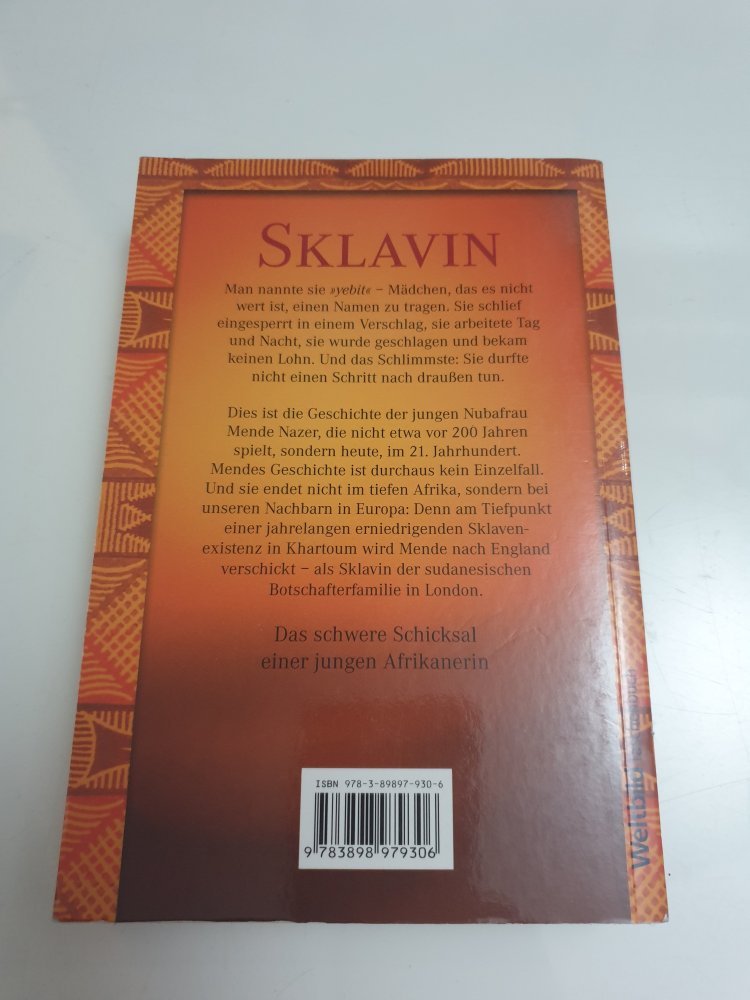 SKLAVIN
Man nannte sie »yebit« – Mädchen, das es nicht
wert ist, einen Namen zu tragen. Sie schlief
eingesperrt in einem Verschlag, sie arbeitete Tag
und Nacht, sie wurde geschlagen und bekam
keinen Lohn. Und das Schlimmste: Sie durfte
nicht einen Schritt nach draußen tun.
Dies ist die Geschichte der jungen Nubafrau
Mende Nazer, die nicht etwa vor 200 Jahren
spielt, sondern heute, im 21. Jahrhundert.
Mendes Geschichte ist durchaus kein Einzelfall.
Und sie endet nicht im tiefen Afrika, sondern bei
unseren Nachbarn in Europa: Denn am Tiefpunkt
einer jahrelangen erniedrigenden Sklaven-
existenz in Khartoum wird Mende nach England
verschickt – als Sklavin der sudanesischen
Botschafterfamilie in London.
Das schwere Schicksal
einer jungen Afrikanerin
ISBN 978-3-89897-930-6
9 783898 979306
Weltbild